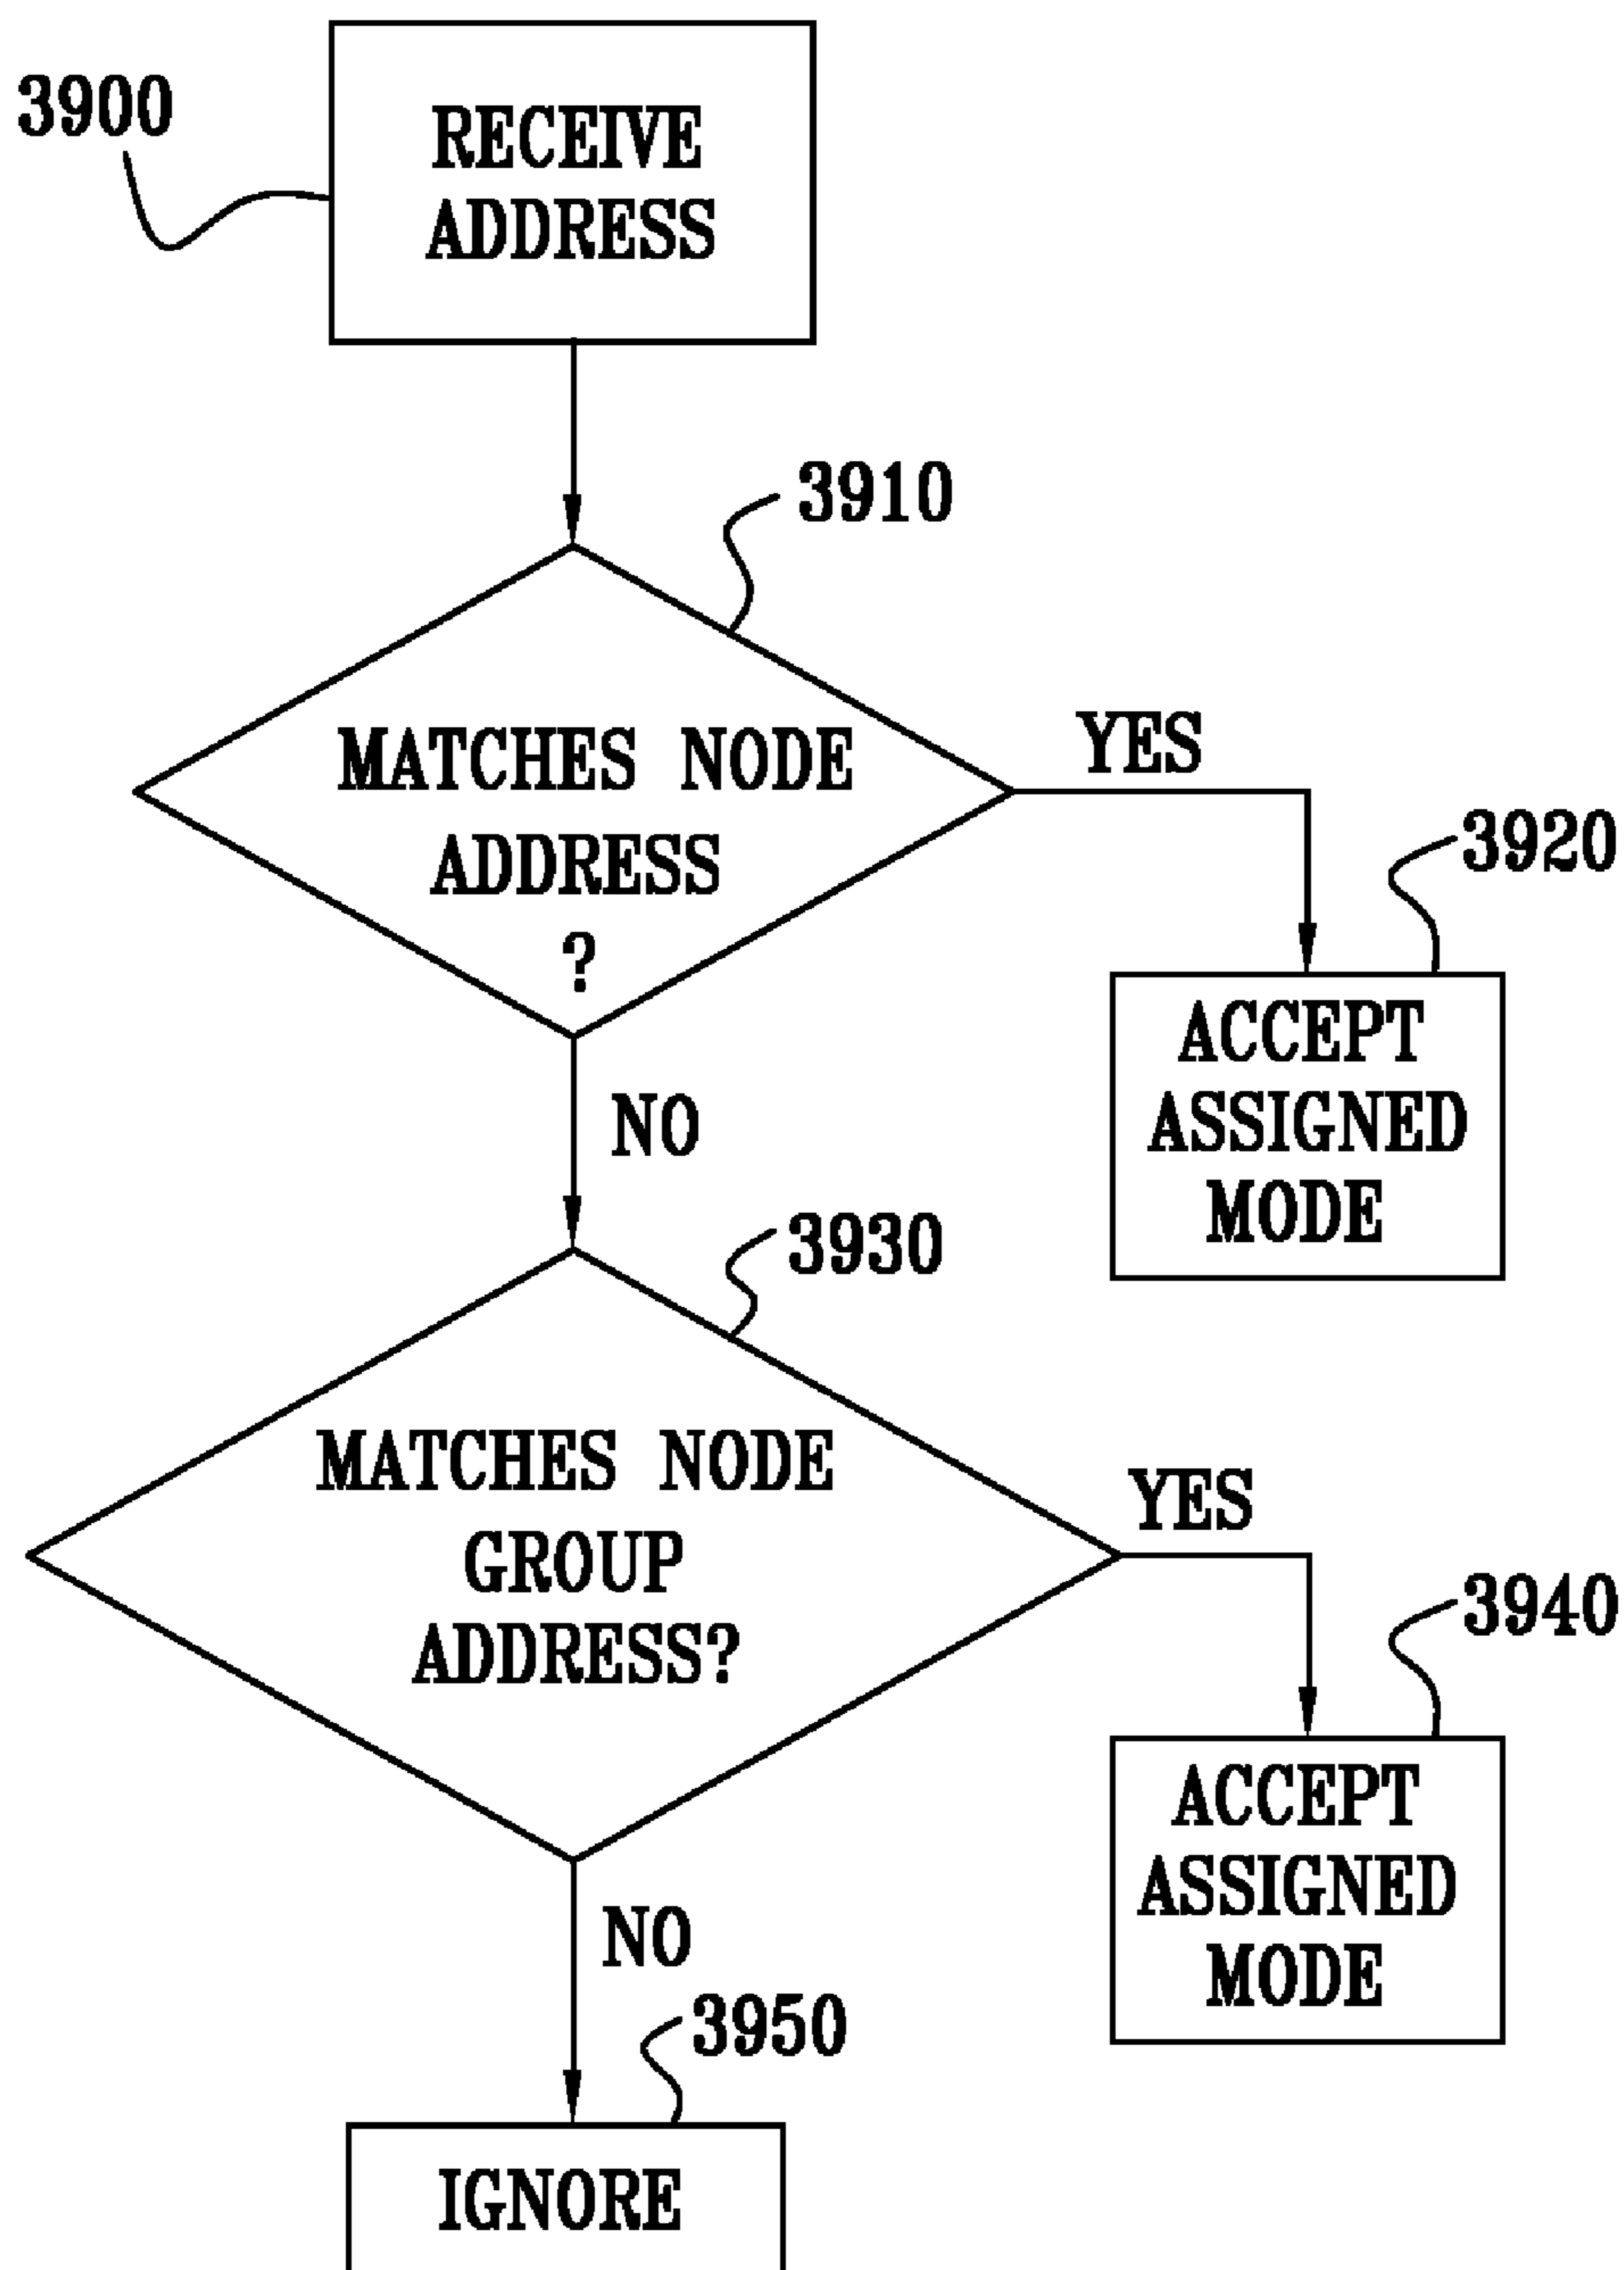 3900
RECEIVE
ADDRESS
3910
MATCHES NODE
ADDRESS
?
YES
3920
ACCEPT
ASSIGNED
MODE
NO
3930
MATCHES NODE
GROUP
ADDRESS?
YES
3940
ACCEPT
ASSIGNED
MODE
NO
3950
IGNORE